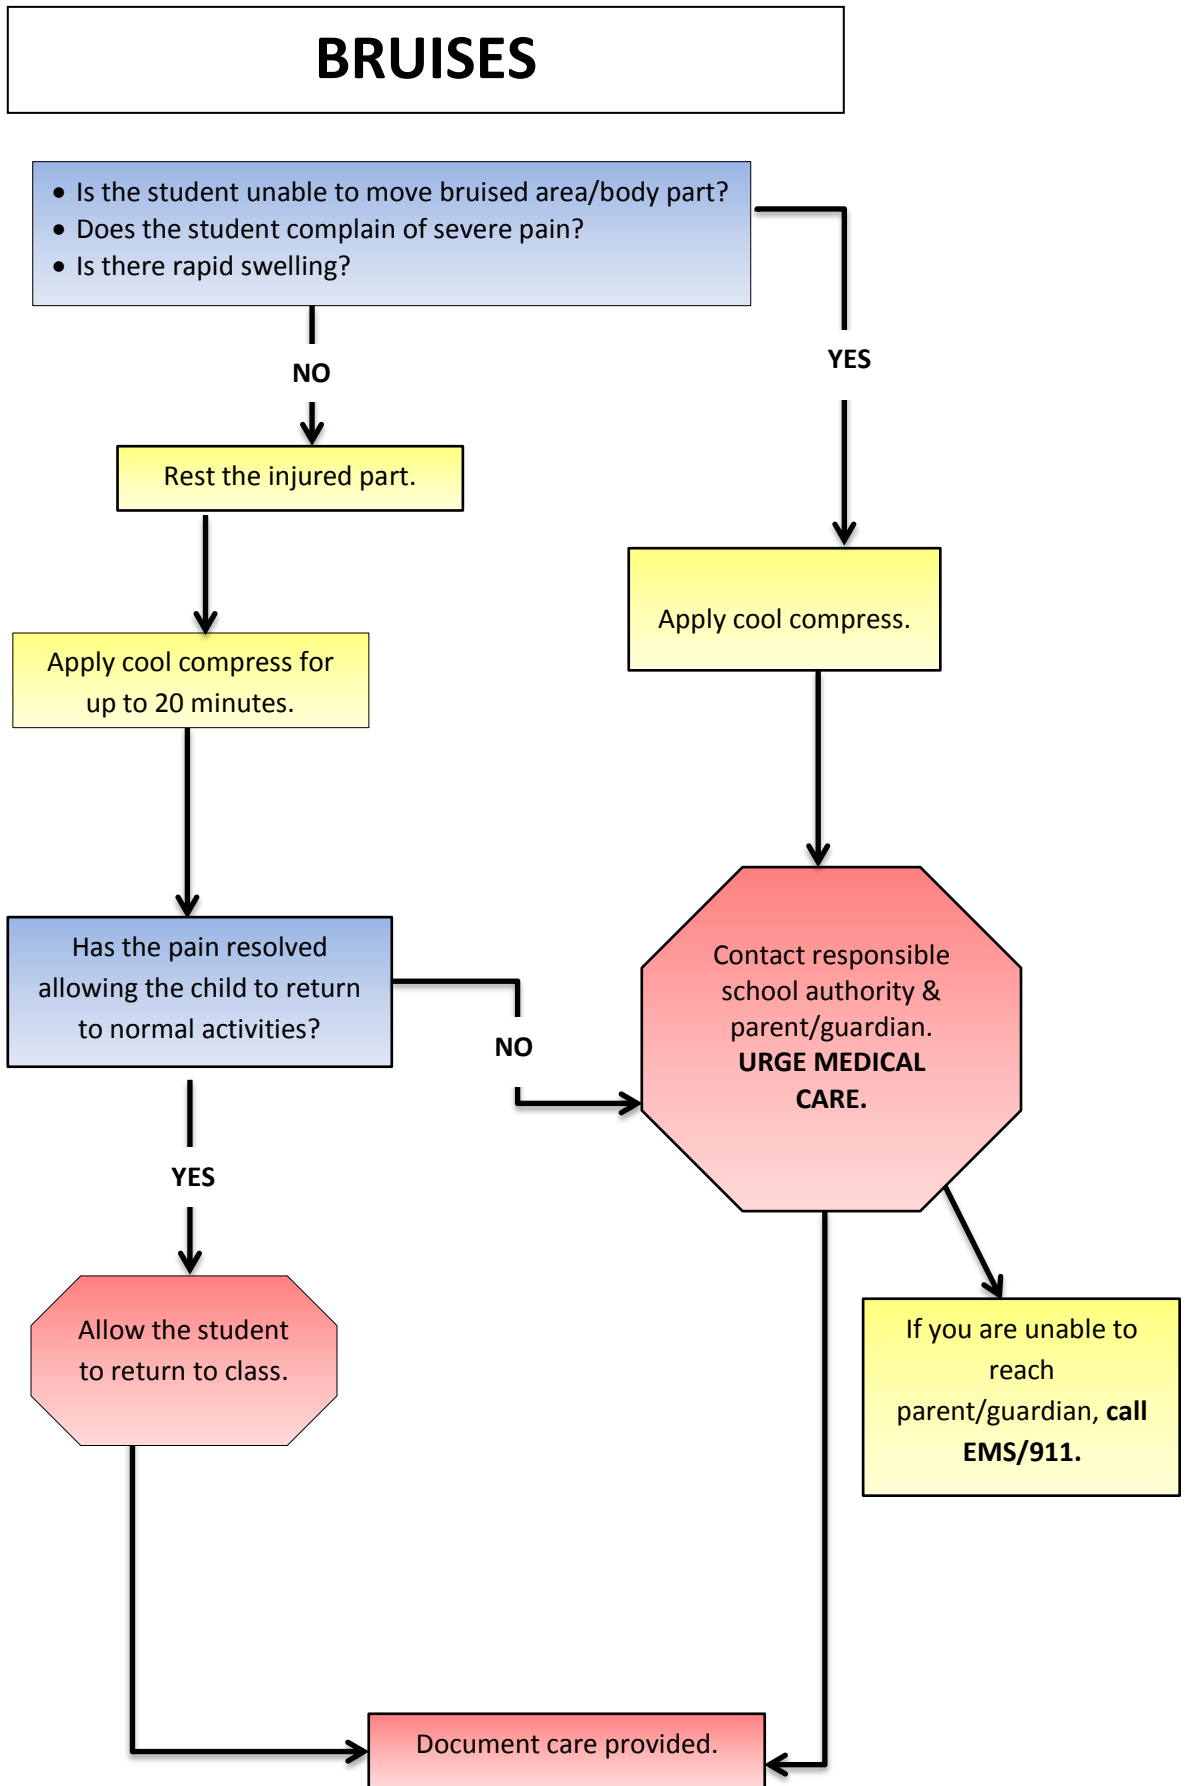 BRUISES
• Is the student unable to move bruised area/body part?
• Does the student complain of severe pain?
• Is there rapid swelling?
NO
YES
Rest the injured part.
Apply cool compress.
Apply cool compress for
up to 20 minutes.
Has the pain resolved
allowing the child to return
to normal activities?
NO
Contact responsible
school authority &
parent/guardian.
URGE MEDICAL
CARE.
YES
Allow the student
to return to class.
If you are unable to
reach
parent/guardian, call
EMS/911.
Document care provided.